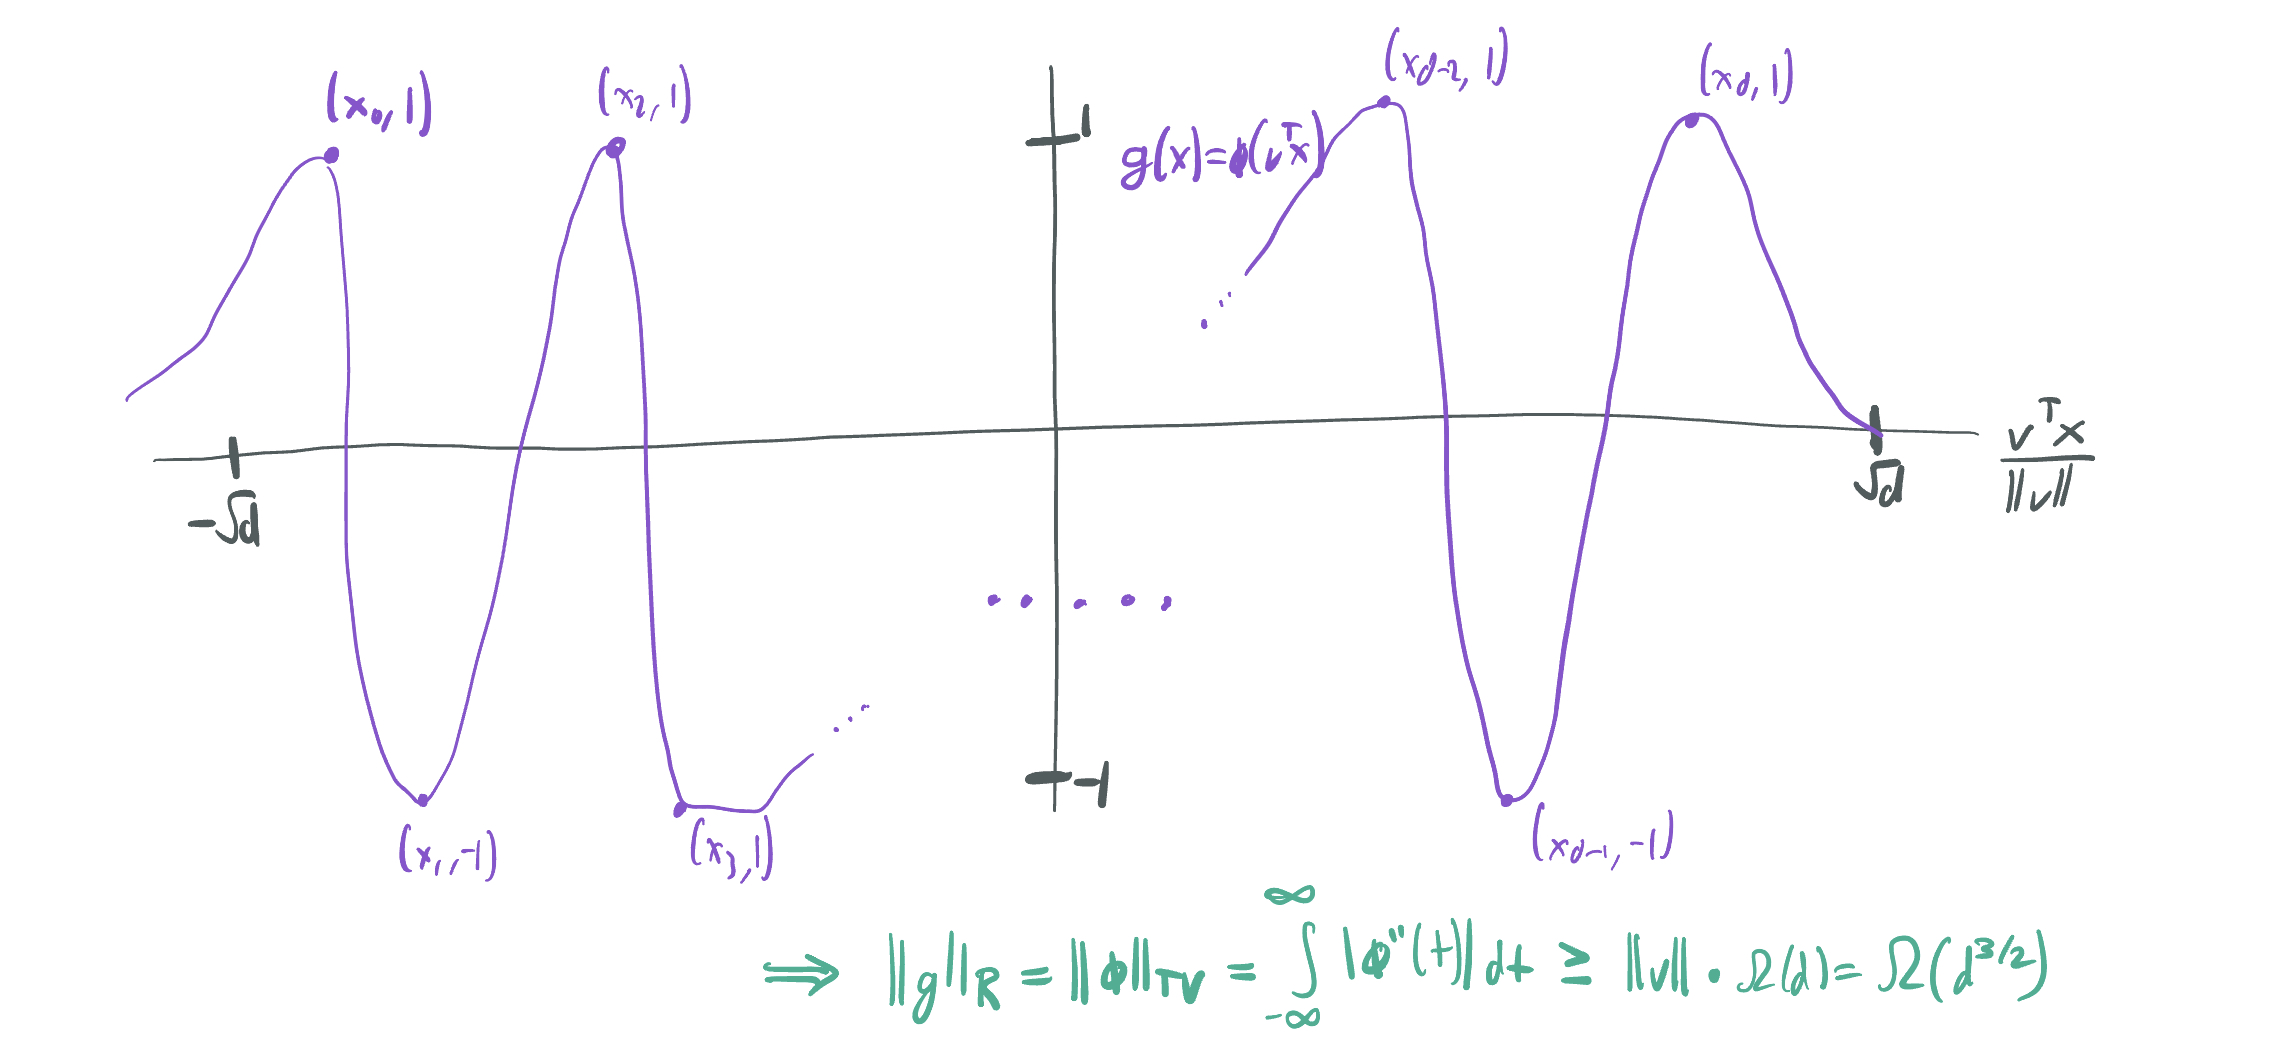 (x₀, 1)
(x₂, 1)
(x_{d-2}, 1)
(x_d, 1)
1
g(x)=ϕ(vᵀx)
-√d
√d
vᵀx / ||v||
-1
(x₁, -1)
(x₃, 1)
(x_{d-1}, -1)
⟹ ||g||_R = ||ϕ||_TV = ∫_{-∞}^{∞} |ϕ''(t)| dt ≥ ||v|| · Ω(d) = Ω(d^{3/2})